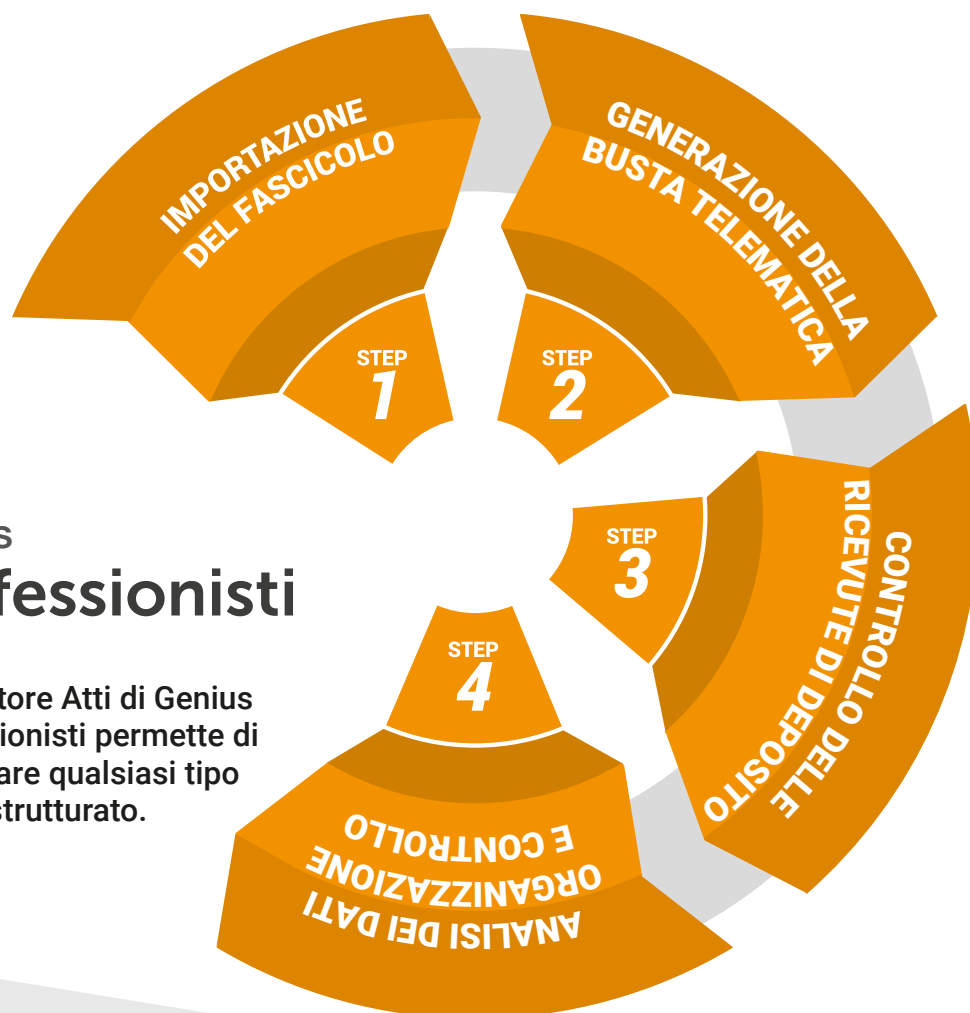 IMPORTAZIONE
DEL FASCICOLO
STEP
1
GENERAZIONE DELLA
BUSTA TELEMATICA
STEP
2
CONTROLLO DELLE
RICEVUTE DI DEPOSITO
STEP
3
STEP
4
ANALISI DEI DATI
ORGANIZZAZIONE
E CONTROLLO
s
fessionisti
tore Atti di Genius
ionisti permette di
are qualsiasi tipo
strutturato.